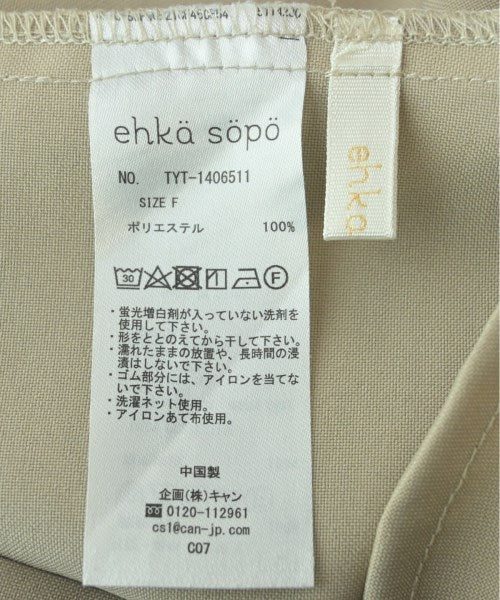 ehkä söpö
NO. TYT-1406511
SIZE F
ポリエステル 100%
30
F
・蛍光増白剤が入っていない洗剤を
使用して下さい。
・形をととのえてから干して下さい。
・濡れたままの放置や、長時間の浸
漬はしないで下さい。
・ゴム部分には、アイロンを当てな
いで下さい。
・洗濯ネット使用。
・アイロンあて布使用。
中国製
企画(株)キャン
0120-112961
cs1@can-jp.com
C07
ehka